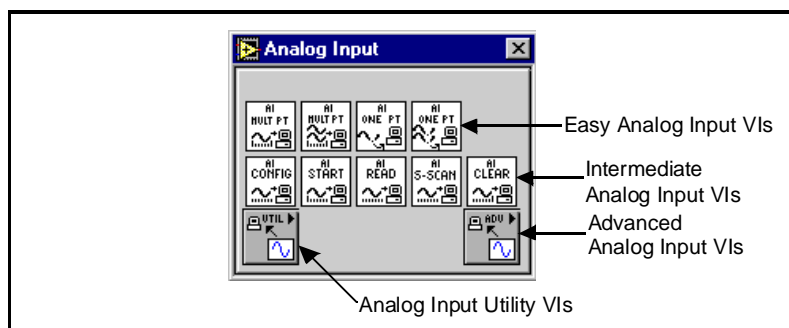 Analog Input
AI MULT PT
AI MULT PT
AI ONE PT
AI ONE PT
Easy Analog Input VIs
AI CONFIG
AI START
AI READ
AI S-SCAN
AI CLEAR
Intermediate
Analog Input VIs
UTIL
ADV
Advanced
Analog Input VIs
Analog Input Utility VIs